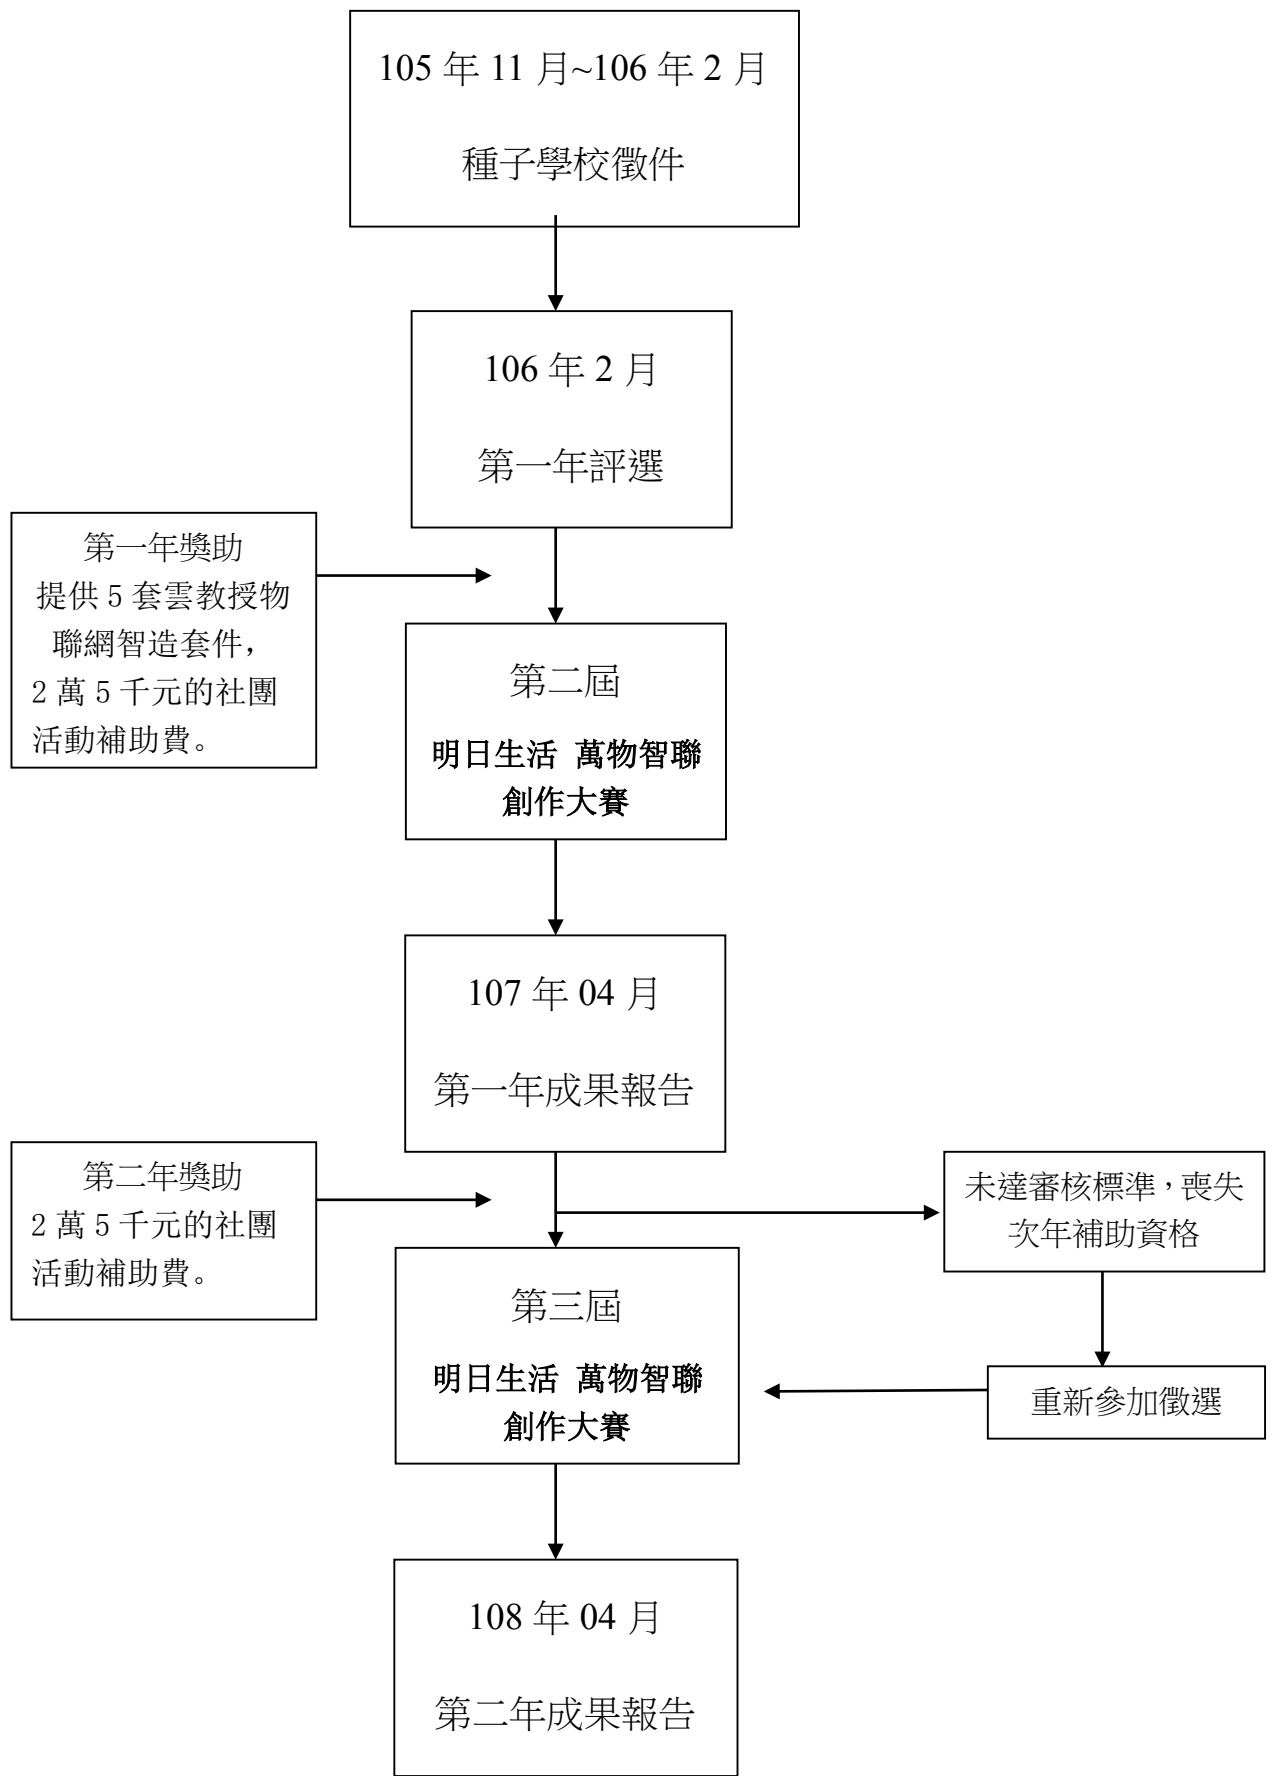 105 年 11 月~106 年 2 月
種子學校徵件
106 年 2 月
第一年評選
第一年獎助
提供 5 套雲教授物
聯網智造套件,
2 萬 5 千元的社團
活動補助費。
第二屆
明日生活 萬物智聯
創作大賽
107 年 04 月
第一年成果報告
第二年獎助
2 萬 5 千元的社團
活動補助費。
未達審核標準,喪失
次年補助資格
第三屆
明日生活 萬物智聯
創作大賽
重新參加徵選
108 年 04 月
第二年成果報告